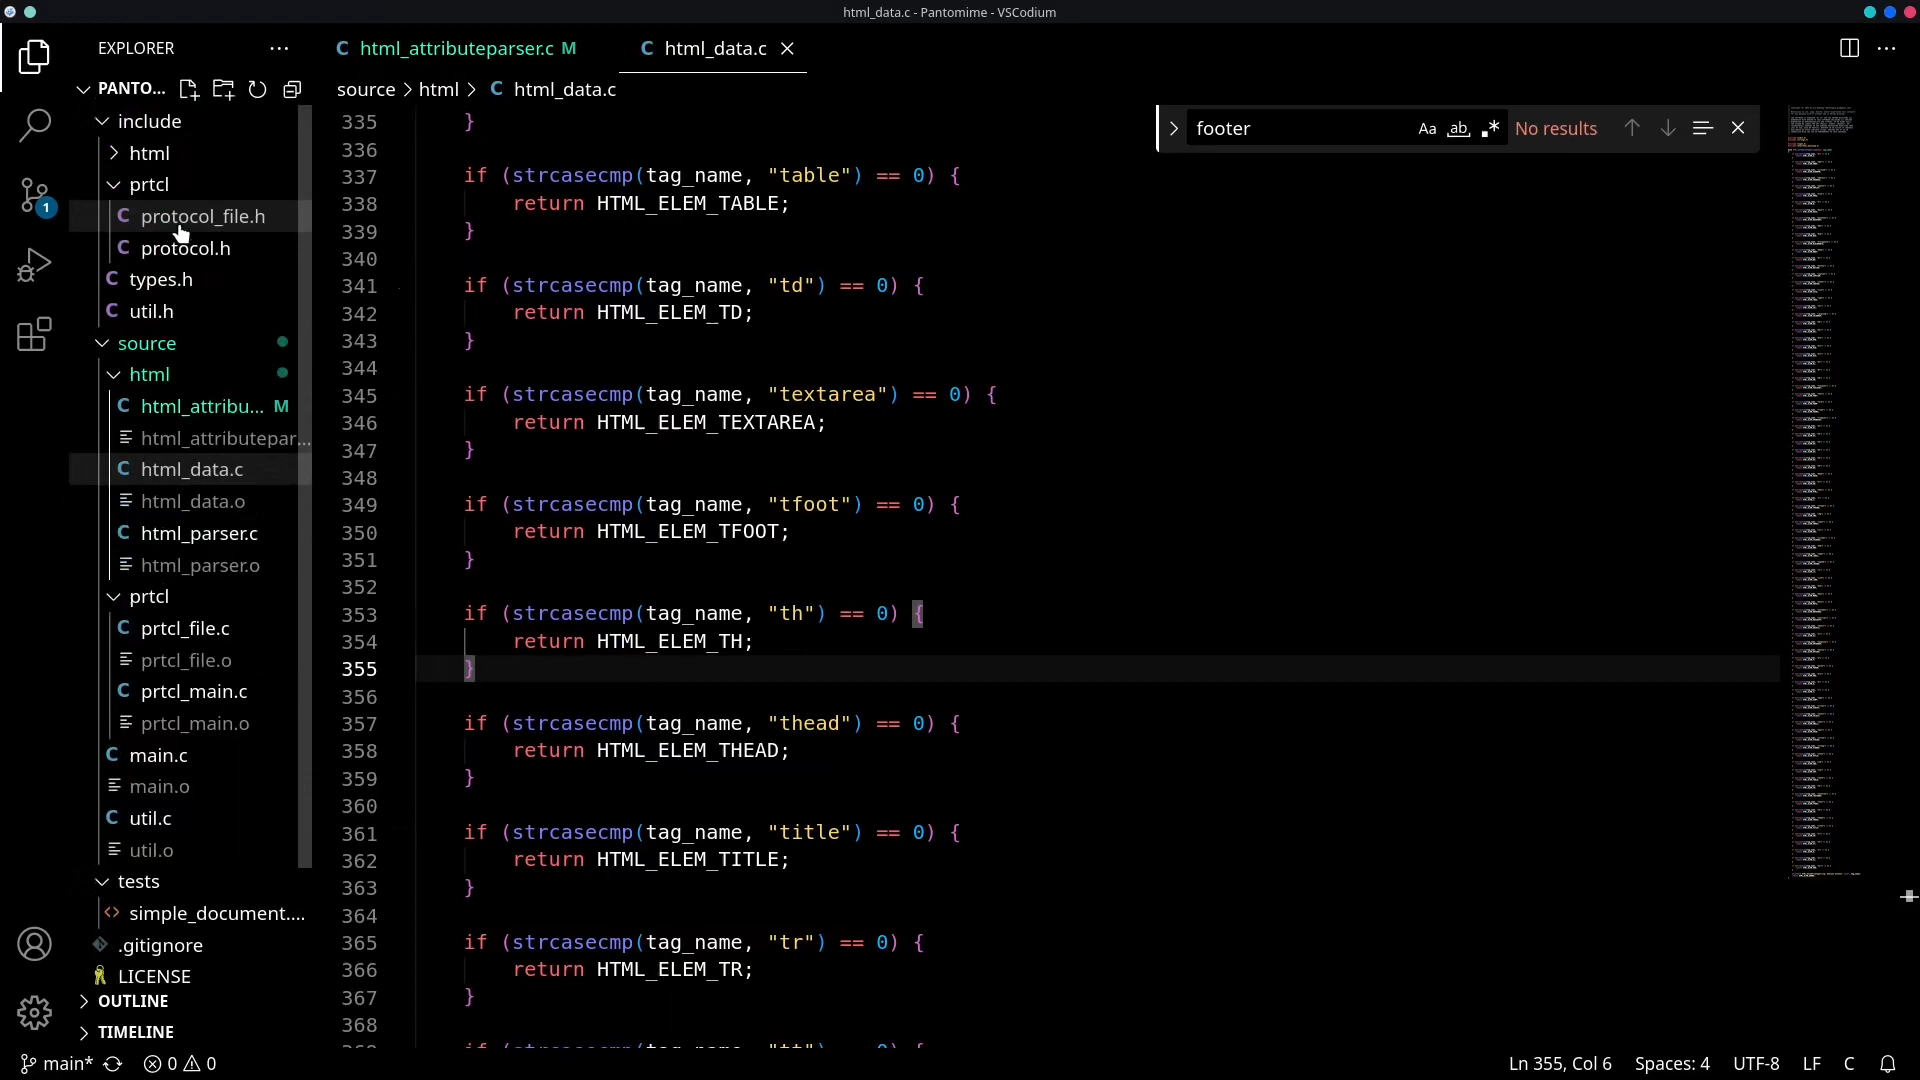 html_data.c - Pantomime - VSCodium
EXPLORER
html_attributeparser.c M
html_data.c
PANTO...
source > html > C html_data.c
include
html
prtcl
C protocol_file.h
C protocol.h
C types.h
C util.h
source
html
C html_attribu... M
html_attributepar...
C html_data.c
html_data.o
C html_parser.c
html_parser.o
prtcl
C prtcl_file.c
prtcl_file.o
C prtcl_main.c
prtcl_main.o
C main.c
main.o
C util.c
util.o
tests
<> simple_document....
.gitignore
LICENSE
OUTLINE
TIMELINE
footer
Aa ab .* No results
335 }
336
337 if (strcasecmp(tag_name, "table") == 0) {
338 return HTML_ELEM_TABLE;
339 }
340
341 if (strcasecmp(tag_name, "td") == 0) {
342 return HTML_ELEM_TD;
343 }
344
345 if (strcasecmp(tag_name, "textarea") == 0) {
346 return HTML_ELEM_TEXTAREA;
347 }
348
349 if (strcasecmp(tag_name, "tfoot") == 0) {
350 return HTML_ELEM_TFOOT;
351 }
352
353 if (strcasecmp(tag_name, "th") == 0) {
354 return HTML_ELEM_TH;
355 }
356
357 if (strcasecmp(tag_name, "thead") == 0) {
358 return HTML_ELEM_THEAD;
359 }
360
361 if (strcasecmp(tag_name, "title") == 0) {
362 return HTML_ELEM_TITLE;
363 }
364
365 if (strcasecmp(tag_name, "tr") == 0) {
366 return HTML_ELEM_TR;
367 }
368
1
main* 0 0
Ln 355, Col 6 Spaces: 4 UTF-8 LF C